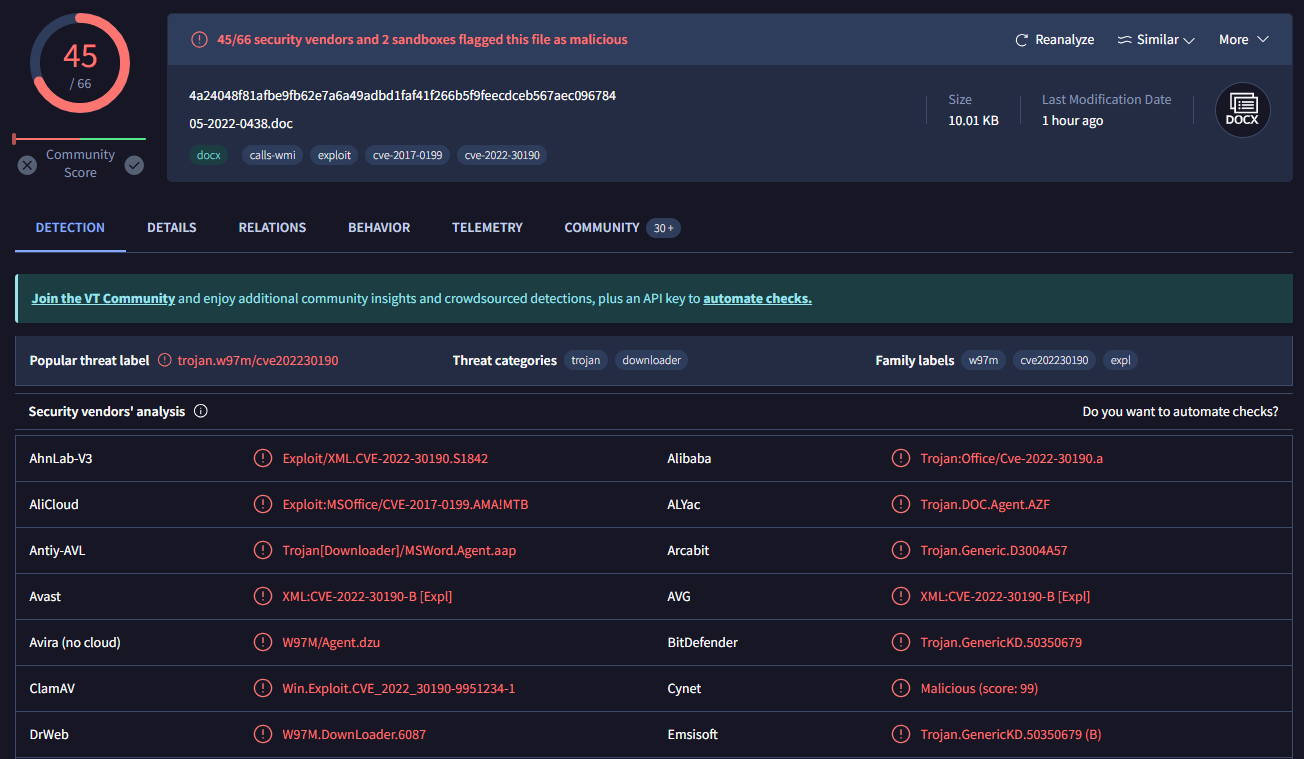 45
/ 66
Community
Score
45/66 security vendors and 2 sandboxes flagged this file as malicious
Reanalyze
Similar
More
4a24048f81afbe9fb62e7a6a49adbd1faf41f266b5f9feecdceb567aec096784
05-2022-0438.doc
docx
calls-wmi
exploit
cve-2017-0199
cve-2022-30190
Size
10.01 KB
Last Modification Date
1 hour ago
DOCX
DETECTION
DETAILS
RELATIONS
BEHAVIOR
TELEMETRY
COMMUNITY 30+
Join the VT Community and enjoy additional community insights and crowdsourced detections, plus an API key to automate checks.
Popular threat label trojan.w97m/cve202230190
Threat categories trojan downloader
Family labels w97m cve202230190 expl
Security vendors' analysis
Do you want to automate checks?
AhnLab-V3 Exploit/XML.CVE-2022-30190.S1842
Alibaba Trojan:Office/Cve-2022-30190.a
AliCloud Exploit:MSOffice/CVE-2017-0199.AMA!MTB
ALYac Trojan.DOC.Agent.AZF
Antiy-AVL Trojan[Downloader]/MSWord.Agent.aap
Arcabit Trojan.Generic.D3004A57
Avast XML:CVE-2022-30190-B [Expl]
AVG XML:CVE-2022-30190-B [Expl]
Avira (no cloud) W97M/Agent.dzu
BitDefender Trojan.GenericKD.50350679
ClamAV Win.Exploit.CVE_2022_30190-9951234-1
Cynet Malicious (score: 99)
DrWeb W97M.DownLoader.6087
Emsisoft Trojan.GenericKD.50350679 (B)